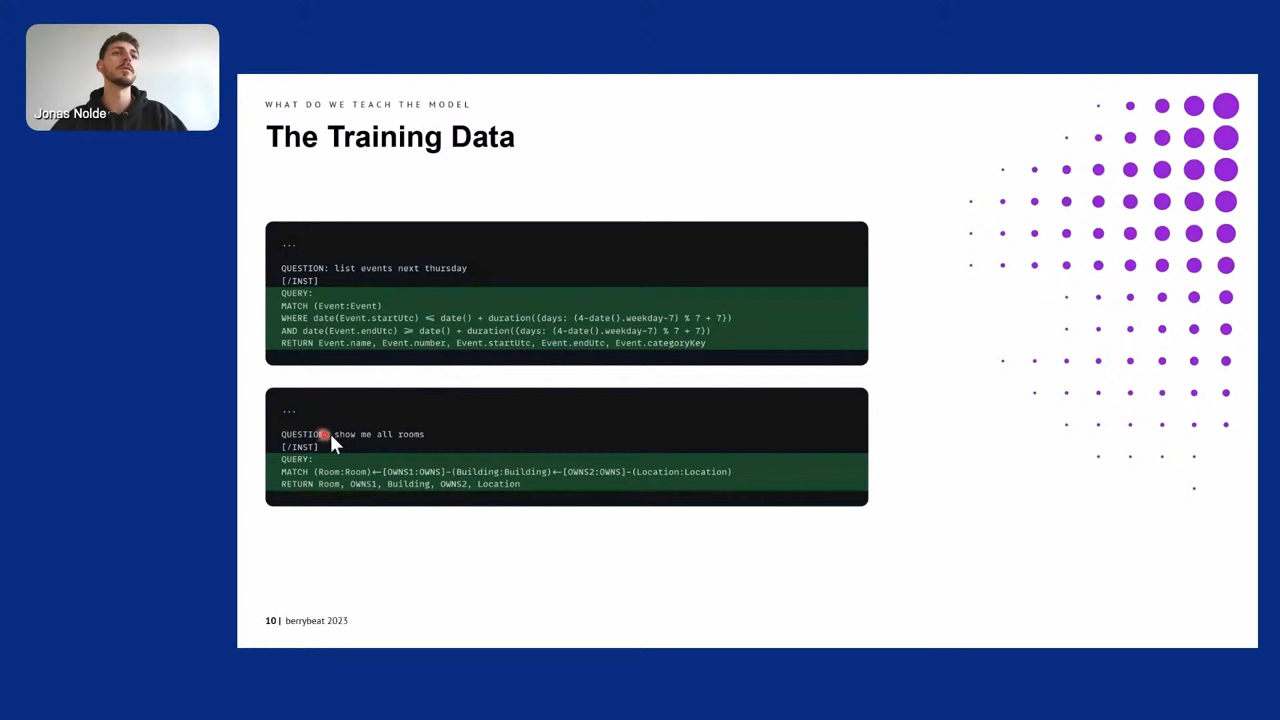 Jonas Nolde
WHAT DO WE TEACH THE MODEL
The Training Data
...
QUESTION: list events next thursday
[/INST]
QUERY:
MATCH (Event:Event)
WHERE date(Event.startUtc) <= date() + duration({days: (4-date().weekday-7) % 7 + 7})
AND date(Event.endUtc) >= date() + duration({days: (4-date().weekday-7) % 7 + 7})
RETURN Event.name, Event.number, Event.startUtc, Event.endUtc, Event.categoryKey
...
QUESTION: show me all rooms
[/INST]
QUERY:
MATCH (Room:Room)<-[OWNS1:OWNS]-(Building:Building)<-[OWNS2:OWNS]-(Location:Location)
RETURN Room, OWNS1, Building, OWNS2, Location
10 | berrybeat 2023